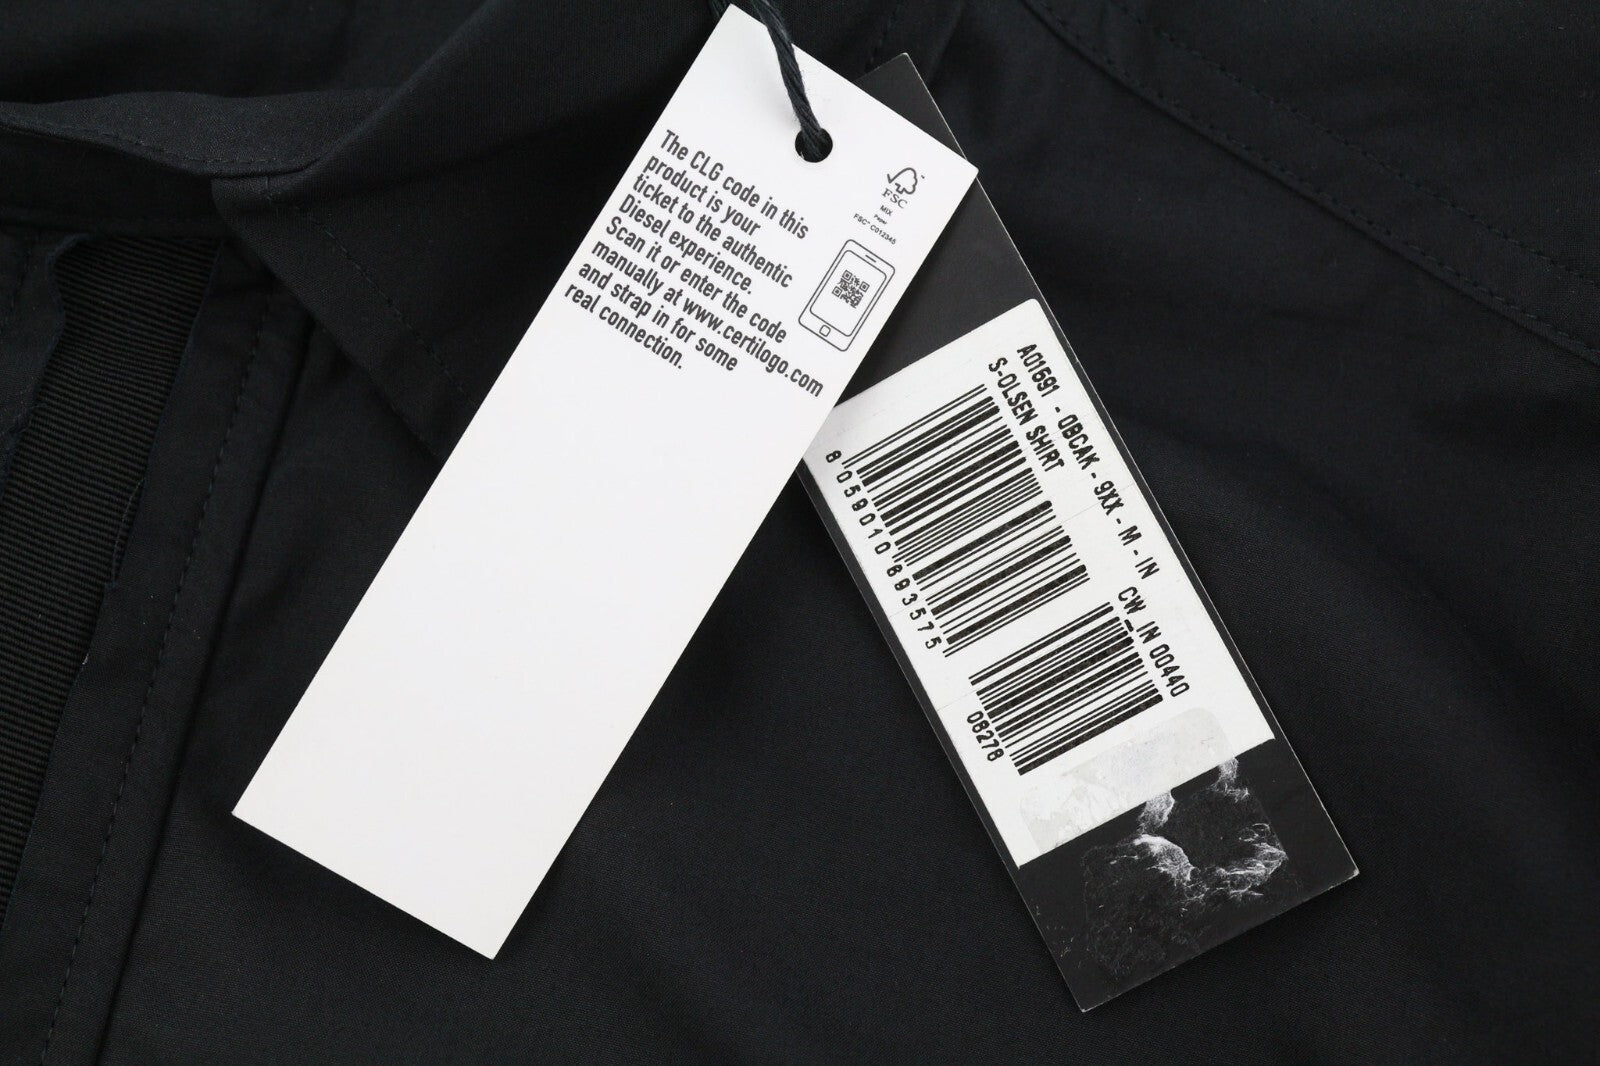 The CLG code in this
product is your
ticket to the authentic
Diesel experience.
Scan it or enter the code
manually at www.certilogo.com
and strap in for some
real connection.
FSC
MIX
Paper
FSC® C012345
A01691 - 0BCAK - 9XX - M - IN
S-OLSEN SHIRT
8 059010 693575
CW_IN 00440
08278